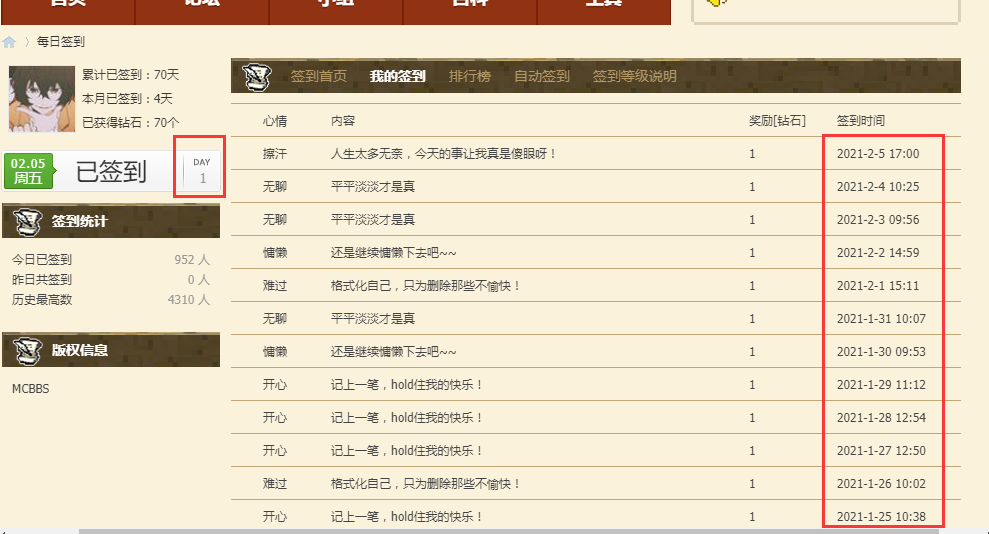 首页 论坛 小组 百科 工具
每日签到
累计已签到：70天
本月已签到：4天
已获得钻石：70个
02.05
周五
已签到
DAY
1
签到统计
今日已签到 952 人
昨日共签到 0 人
历史最高数 4310 人
版权信息
MCBBS
签到首页 我的签到 排行榜 自动签到 签到等级说明
心情 内容 奖励[钻石] 签到时间
擦汗 人生太多无奈，今天的事让我真是傻眼呀！ 1 2021-2-5 17:00
无聊 平平淡淡才是真 1 2021-2-4 10:25
无聊 平平淡淡才是真 1 2021-2-3 09:56
慵懒 还是继续慵懒下去吧~~ 1 2021-2-2 14:59
难过 格式化自己，只为删除那些不愉快！ 1 2021-2-1 15:11
无聊 平平淡淡才是真 1 2021-1-31 10:07
慵懒 还是继续慵懒下去吧~~ 1 2021-1-30 09:53
开心 记上一笔，hold住我的快乐！ 1 2021-1-29 11:12
开心 记上一笔，hold住我的快乐！ 1 2021-1-28 12:54
开心 记上一笔，hold住我的快乐！ 1 2021-1-27 12:50
难过 格式化自己，只为删除那些不愉快！ 1 2021-1-26 10:02
开心 记上一笔，hold住我的快乐！ 1 2021-1-25 10:38